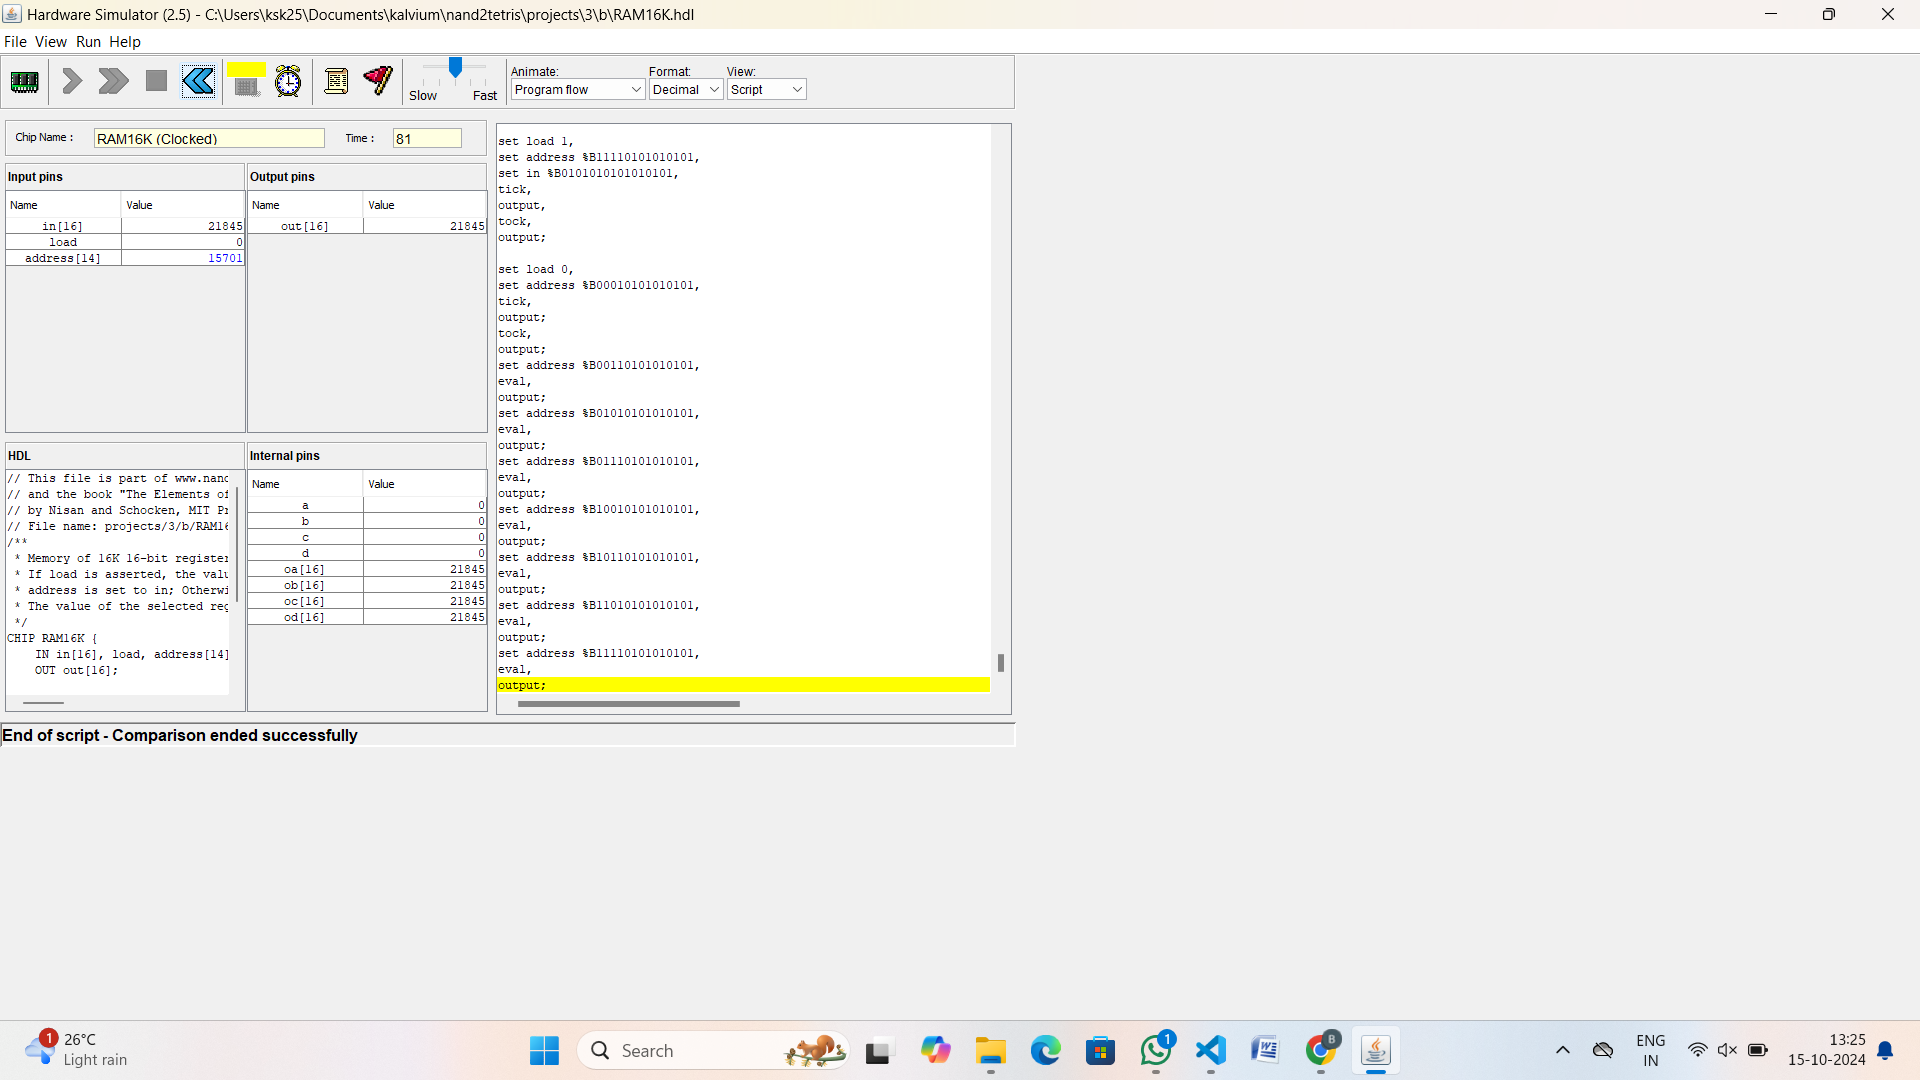 Hardware Simulator (2.5) - C:\Users\ksk25\Documents\kalvium\nand2tetris\projects\3\b\RAM16K.hdl
File View Run Help
Slow Fast
Animate:
Program flow
Format:
Decimal
View:
Script
Chip Name :
RAM16K (Clocked)
Time :
81
Input pins
Name Value
in[16] 21845
load 0
address[14] 15701
Output pins
Name Value
out[16] 21845
HDL
// This file is part of www.nand
// and the book "The Elements of
// by Nisan and Schocken, MIT Pr
// File name: projects/3/b/RAM16
/**
* Memory of 16K 16-bit register
* If load is asserted, the valu
* address is set to in; Otherwi
* The value of the selected reg
*/
CHIP RAM16K {
IN in[16], load, address[14]
OUT out[16];
Internal pins
Name Value
a 0
b 0
c 0
d 0
oa[16] 21845
ob[16] 21845
oc[16] 21845
od[16] 21845
set load 1,
set address %B11110101010101,
set in %B0101010101010101,
tick,
output,
tock,
output;
set load 0,
set address %B00010101010101,
tick,
output;
tock,
output;
set address %B00110101010101,
eval,
output;
set address %B01010101010101,
eval,
output;
set address %B01110101010101,
eval,
output;
set address %B10010101010101,
eval,
output;
set address %B10110101010101,
eval,
output;
set address %B11010101010101,
eval,
output;
set address %B11110101010101,
eval,
output;
End of script - Comparison ended successfully
1
26°C
Light rain
Search
1
B
ENG
IN
13:25
15-10-2024